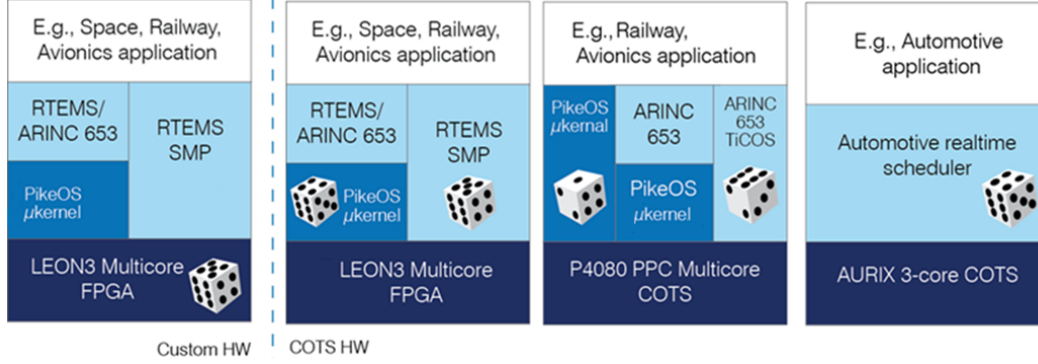 E.g., Space, Railway,
Avionics application
RTEMS/
ARINC 653
RTEMS
SMP
PikeOS
µkernel
LEON3 Multicore
FPGA
Custom HW
E.g., Space, Railway,
Avionics application
RTEMS/
ARINC 653
RTEMS
SMP
PikeOS
µkernel
LEON3 Multicore
FPGA
COTS HW
E.g., Railway,
Avionics application
PikeOS
µkernal
ARINC
653
ARINC
653
TiCOS
PikeOS
µkernel
P4080 PPC Multicore
COTS
E.g., Automotive
application
Automotive realtime
scheduler
AURIX 3-core COTS